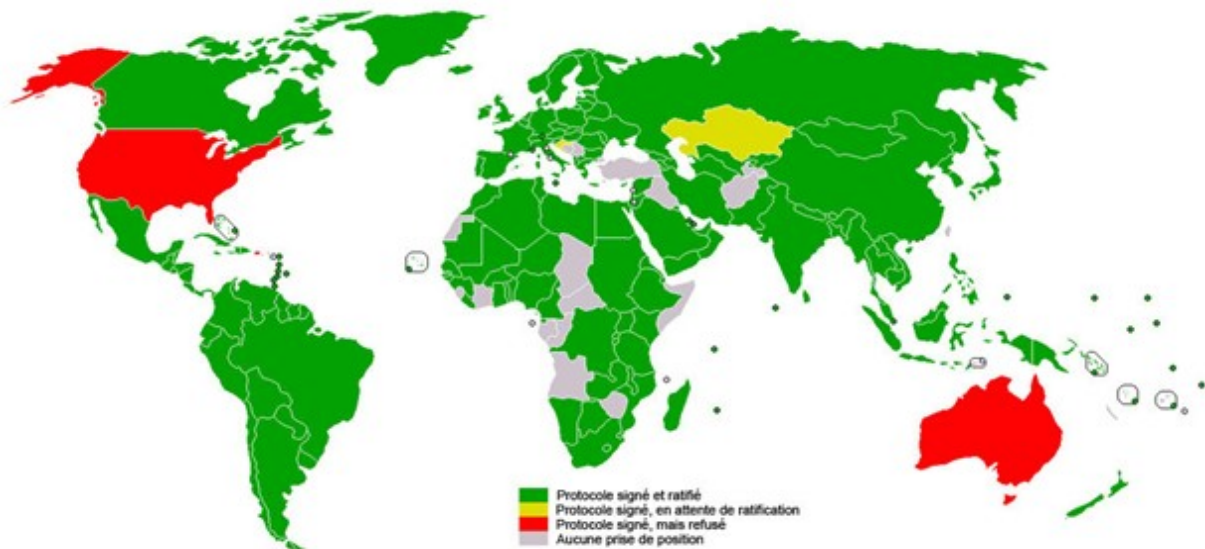 Protocole signé et ratifié
Protocole signé, en attente de ratification
Protocole signé, mais refusé
Aucune prise de position